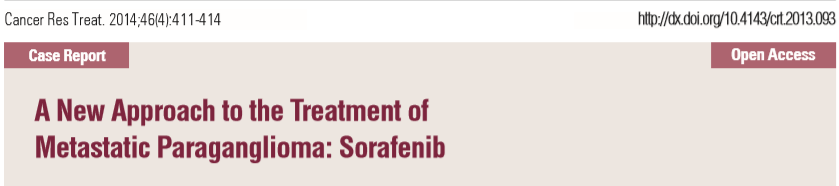 Cancer Res Treat. 2014;46(4):411-414
http://dx.doi.org/10.4143/crt.2013.093
Case Report
Open Access
A New Approach to the Treatment of
Metastatic Paraganglioma: Sorafenib